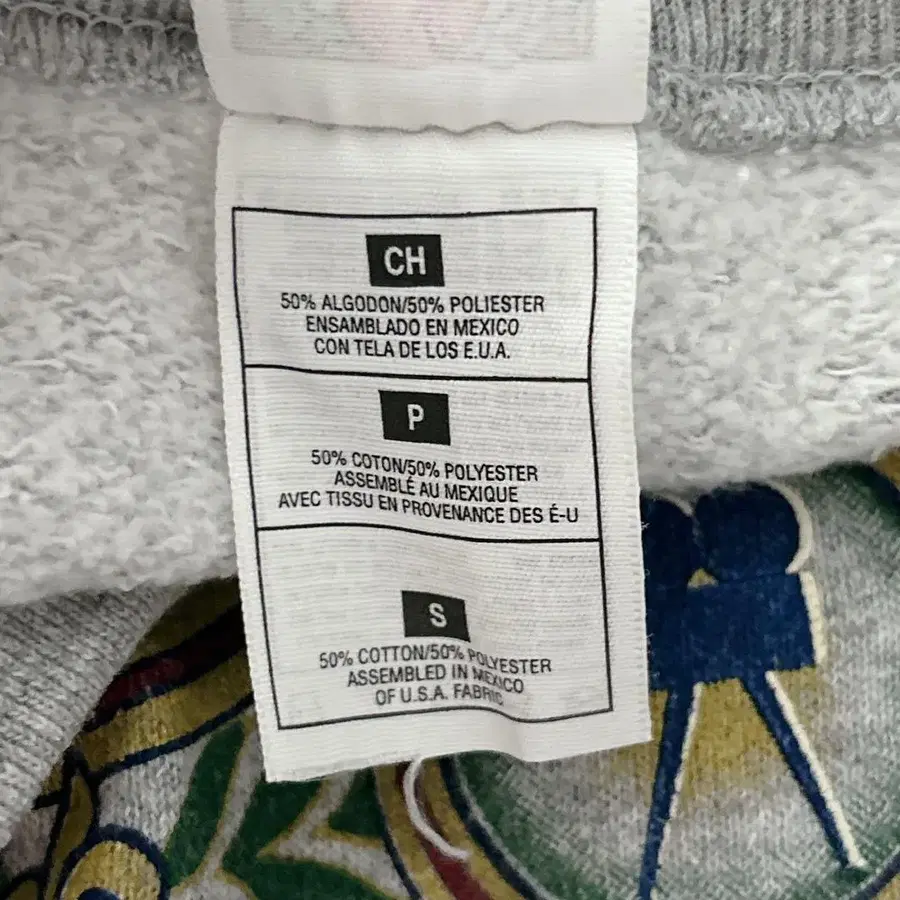 CH
50% ALGODON/50% POLIESTER
ENSAMBLADO EN MEXICO
CON TELA DE LOS E.U.A.
P
50% COTON/50% POLYESTER
ASSEMBLÉ AU MEXIQUE
AVEC TISSU EN PROVENANCE DES É-U
S
50% COTTON/50% POLYESTER
ASSEMBLED IN MEXICO
OF U.S.A. FABRIC